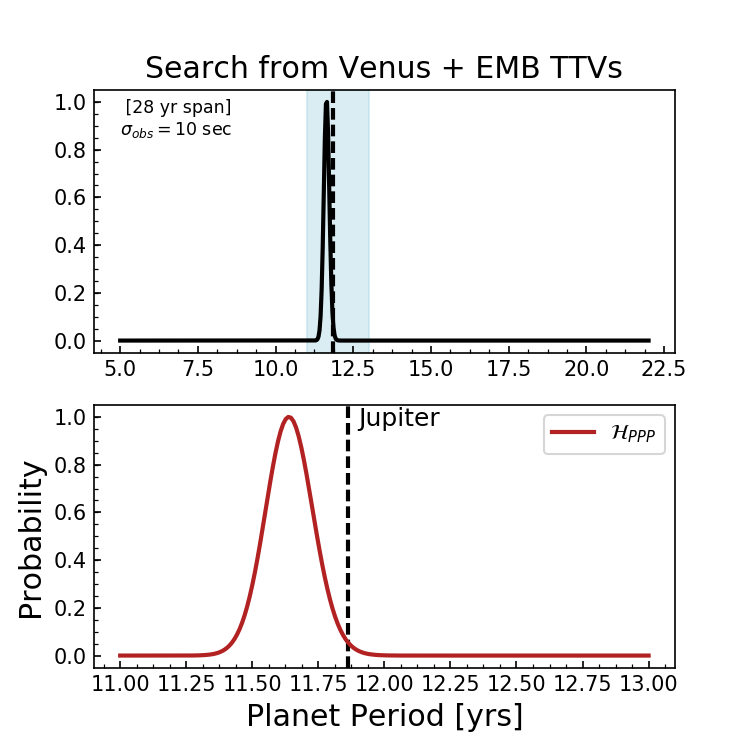 Search from Venus + EMB TTVs
[28 yr span]
σ_obs = 10 sec
1.0
0.8
0.6
0.4
0.2
0.0
5.0 7.5 10.0 12.5 15.0 17.5 20.0 22.5
Jupiter
ℋ_PPP
1.0
0.8
0.6
0.4
0.2
0.0
Probability
11.00 11.25 11.50 11.75 12.00 12.25 12.50 12.75 13.00
Planet Period [yrs]